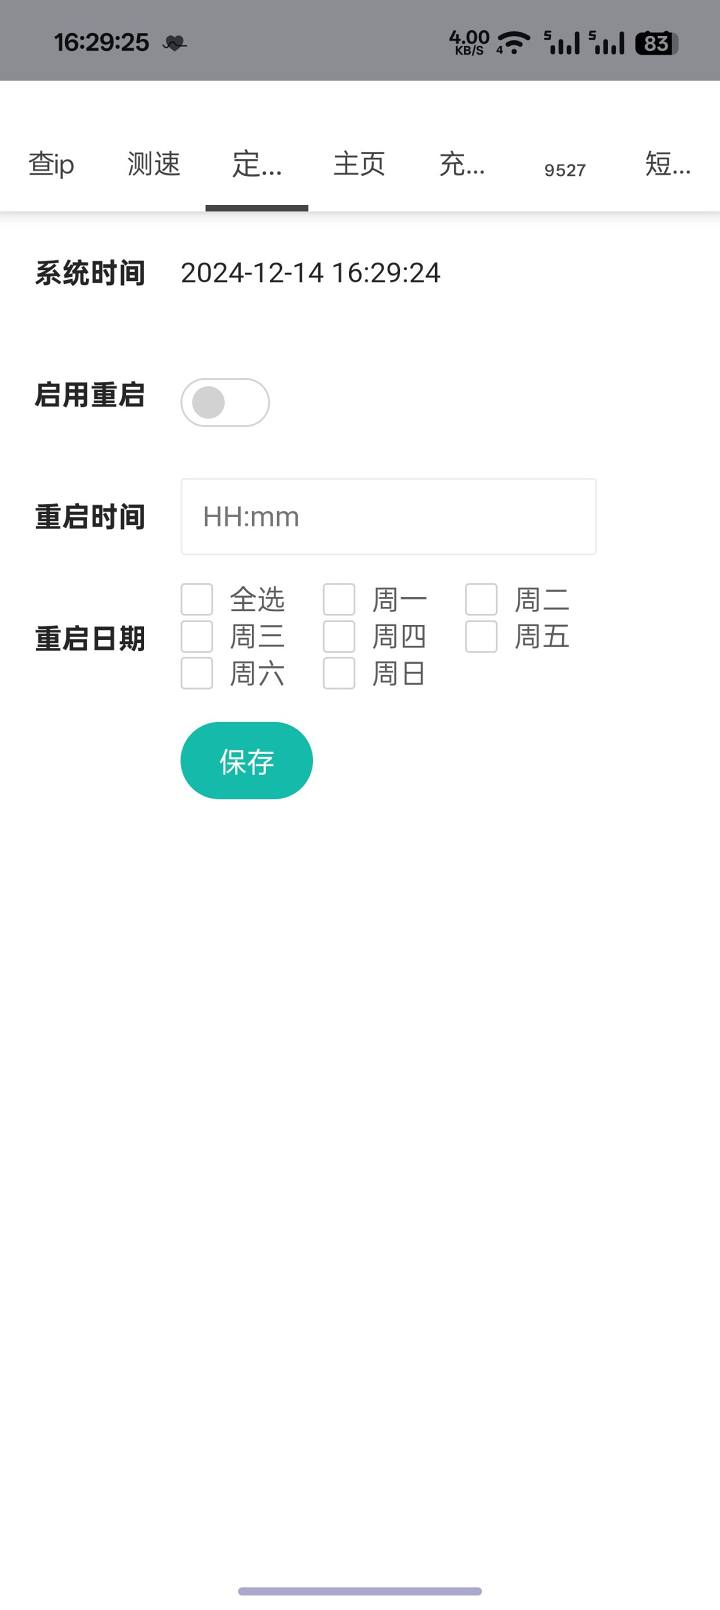 16:29:25 4.00 KB/S 4 5 5 83
查ip 测速 定... 主页 充... 9527 短...
系统时间 2024-12-14 16:29:24
启用重启
重启时间 HH:mm
重启日期
全选 周一 周二
周三 周四 周五
周六 周日
保存